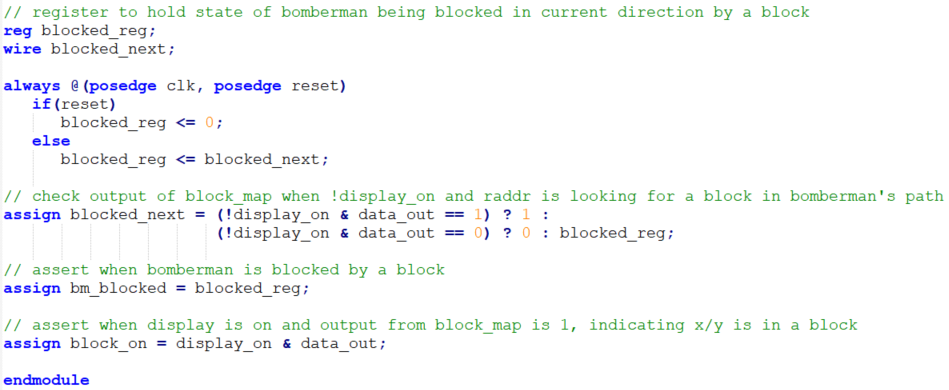 // register to hold state of bomberman being blocked in current direction by a block
reg blocked_reg;
wire blocked_next;
always @(posedge clk, posedge reset)
if(reset)
blocked_reg <= 0;
else
blocked_reg <= blocked_next;
// check output of block_map when !display_on and raddr is looking for a block in bomberman's path
assign blocked_next = (!display_on & data_out == 1) ? 1 :
(!display_on & data_out == 0) ? 0 : blocked_reg;
// assert when bomberman is blocked by a block
assign bm_blocked = blocked_reg;
// assert when display is on and output from block_map is 1, indicating x/y is in a block
assign block_on = display_on & data_out;
endmodule